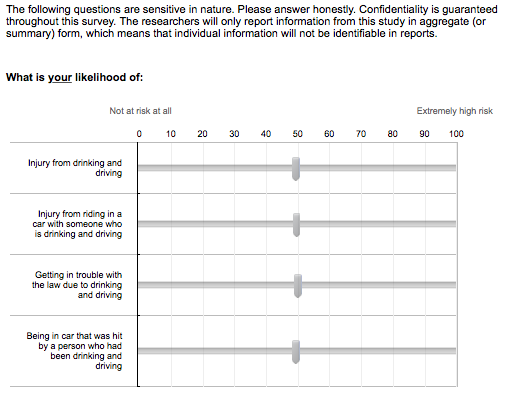 The following questions are sensitive in nature. Please answer honestly. Confidentiality is guaranteed
throughout this survey. The researchers will only report information from this study in aggregate (or
summary) form, which means that individual information will not be identifiable in reports.
What is your likelihood of:
Not at risk at all Extremely high risk
0 10 20 30 40 50 60 70 80 90 100
Injury from drinking and
driving
Injury from riding in a
car with someone who
is drinking and driving
Getting in trouble with
the law due to drinking
and driving
Being in car that was hit
by a person who had
been drinking and
driving